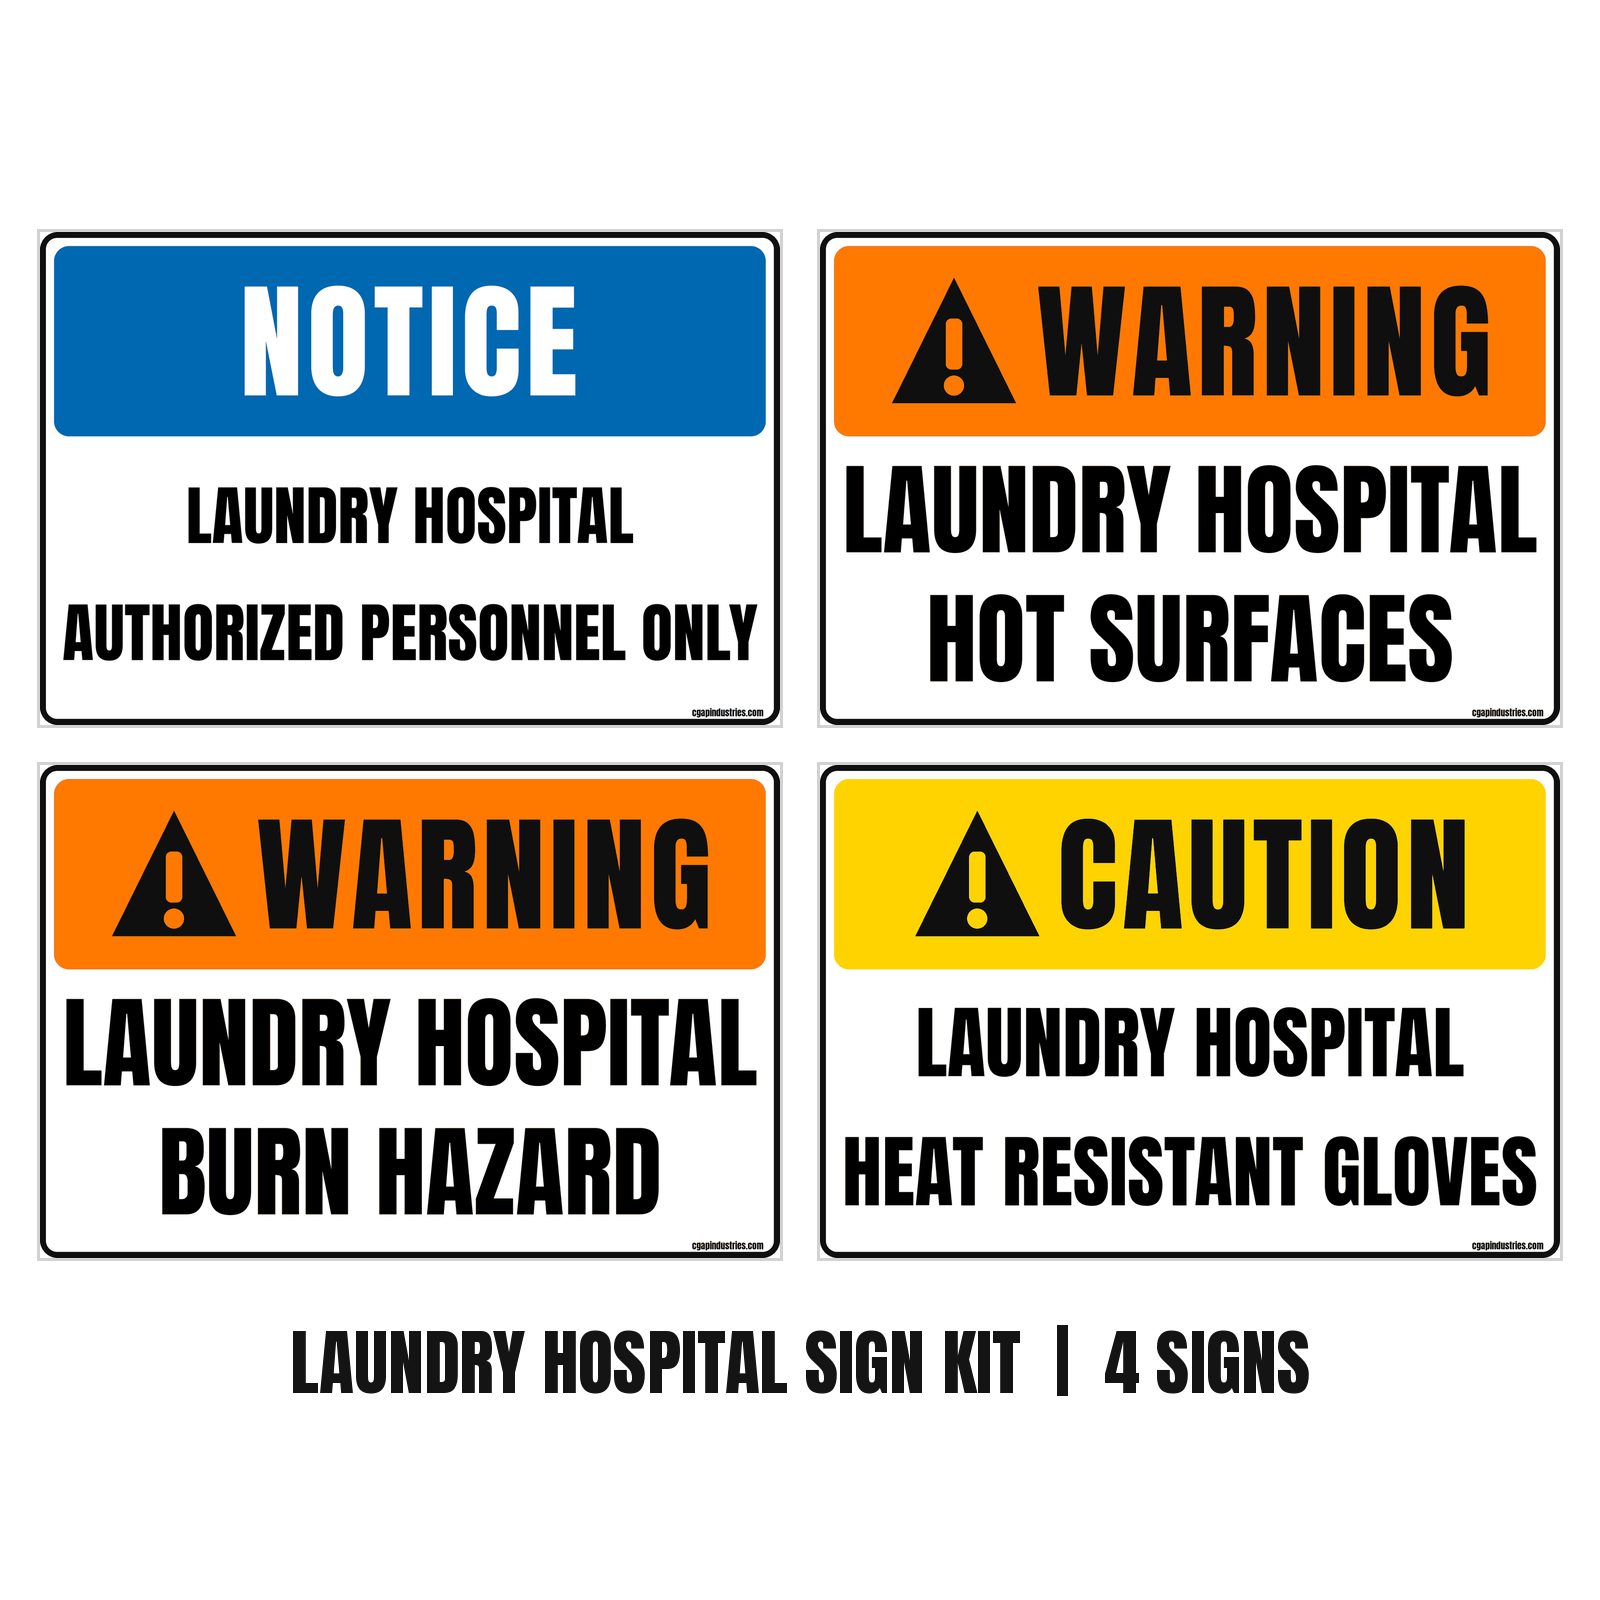 NOTICE
LAUNDRY HOSPITAL
AUTHORIZED PERSONNEL ONLY
cgapindustries.com
WARNING
LAUNDRY HOSPITAL
HOT SURFACES
cgapindustries.com
WARNING
LAUNDRY HOSPITAL
BURN HAZARD
cgapindustries.com
CAUTION
LAUNDRY HOSPITAL
HEAT RESISTANT GLOVES
cgapindustries.com
LAUNDRY HOSPITAL SIGN KIT | 4 SIGNS